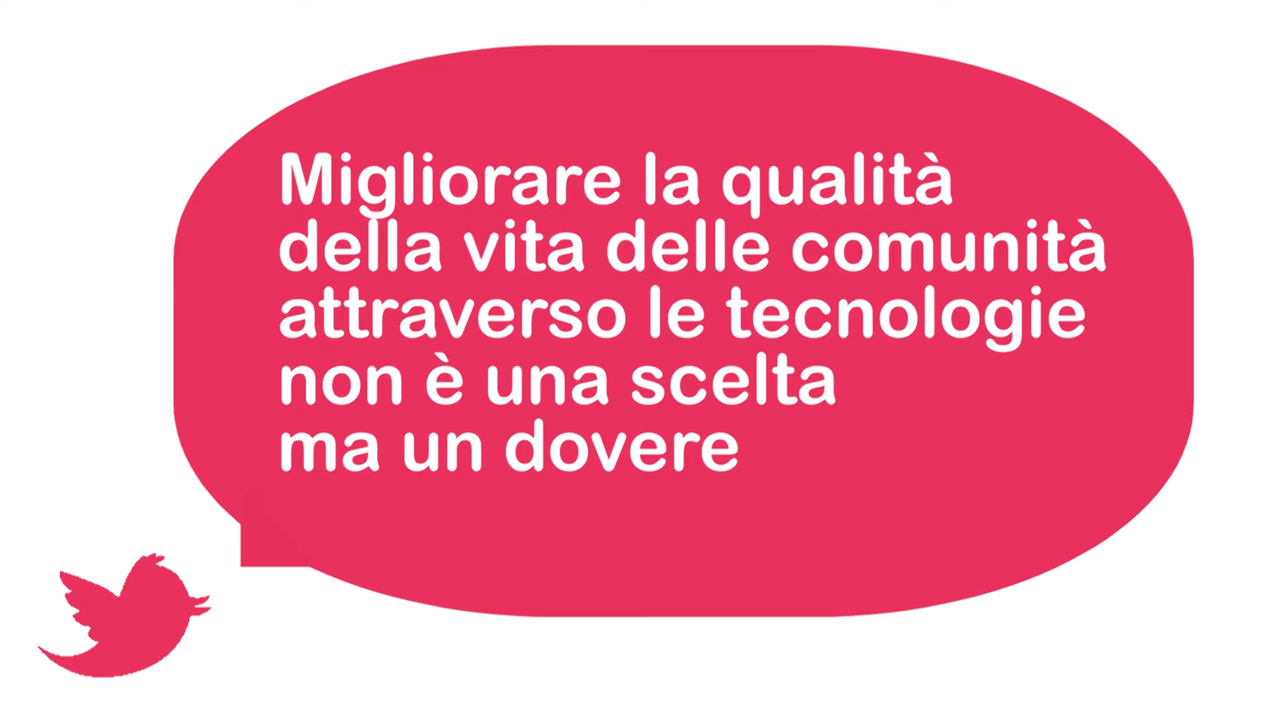 Migliorare la qualità
della vita delle comunità
attraverso le tecnologie
non è una scelta
ma un dovere